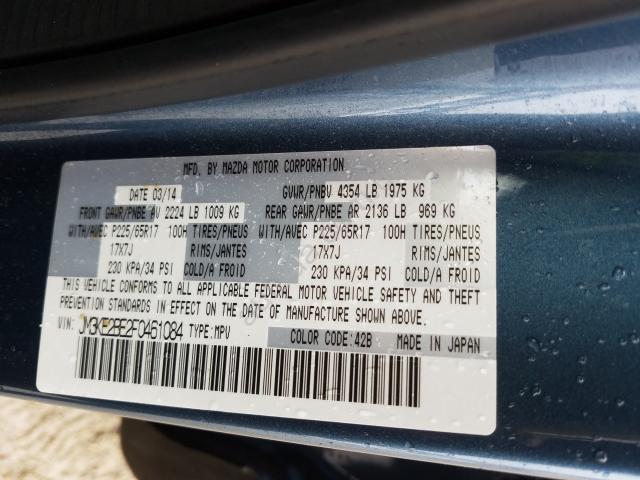 MFD. BY MAZDA MOTOR CORPORATION
DATE 03/14 GVWR/PNBV 4354 LB 1975 KG
FRONT GAWR/PNBE AV 2224 LB 1009 KG REAR GAWR/PNBE AR 2136 LB 969 KG
WITH/AVEC P225/65R17 100H TIRES/PNEUS WITH/AVEC P225/65R17 100H TIRES/PNEUS
17X7J RIMS/JANTES 17X7J RIMS/JANTES
230 KPA/34 PSI COLD/A FROID 230 KPA/34 PSI COLD/A FROID
THIS VEHICLE CONFORMS TO ALL APPLICABLE FEDERAL MOTOR VEHICLE SAFETY AND THEFT
PREVENTION STANDARDS IN EFFECT ON THE DATE OF MANUFACTURE SHOWN ABOVE.
VIN: JM3KE2BE2F0461084 TYPE:MPV COLOR CODE:42B MADE IN JAPAN